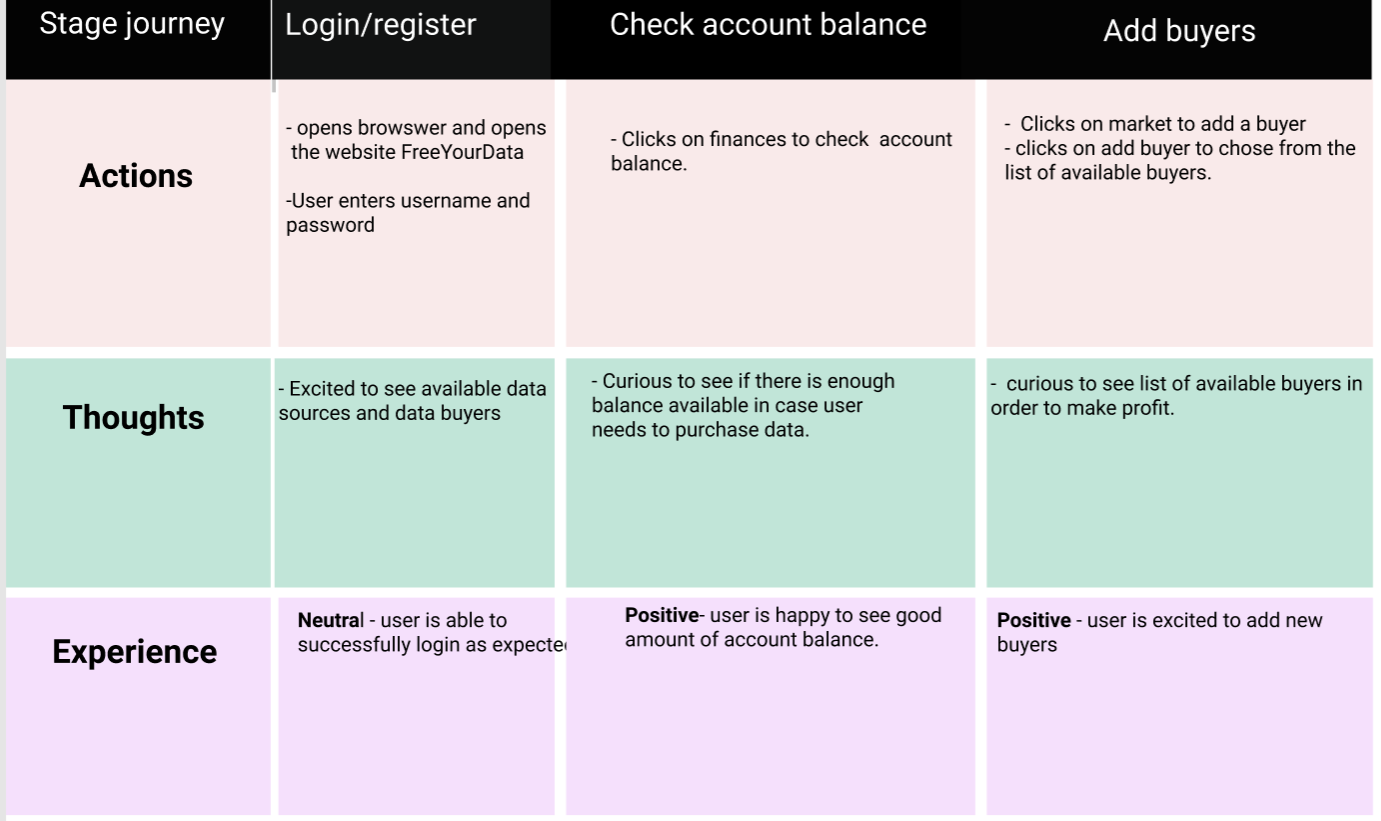 Stage journey
Login/register
Check account balance
Add buyers
Actions
- opens browswer and opens
the website FreeYourData
-User enters username and
password
- Clicks on finances to check  account
balance.
-  Clicks on market to add a buyer
- clicks on add buyer to chose from the
list of available buyers.
Thoughts
- Excited to see available data
sources and data buyers
- Curious to see if there is enough
balance available in case user
needs to purchase data.
-  curious to see list of available buyers in
order to make profit.
Experience
Neutral - user is able to
successfully login as expected
Positive- user is happy to see good
amount of account balance.
Positive - user is excited to add new
buyers